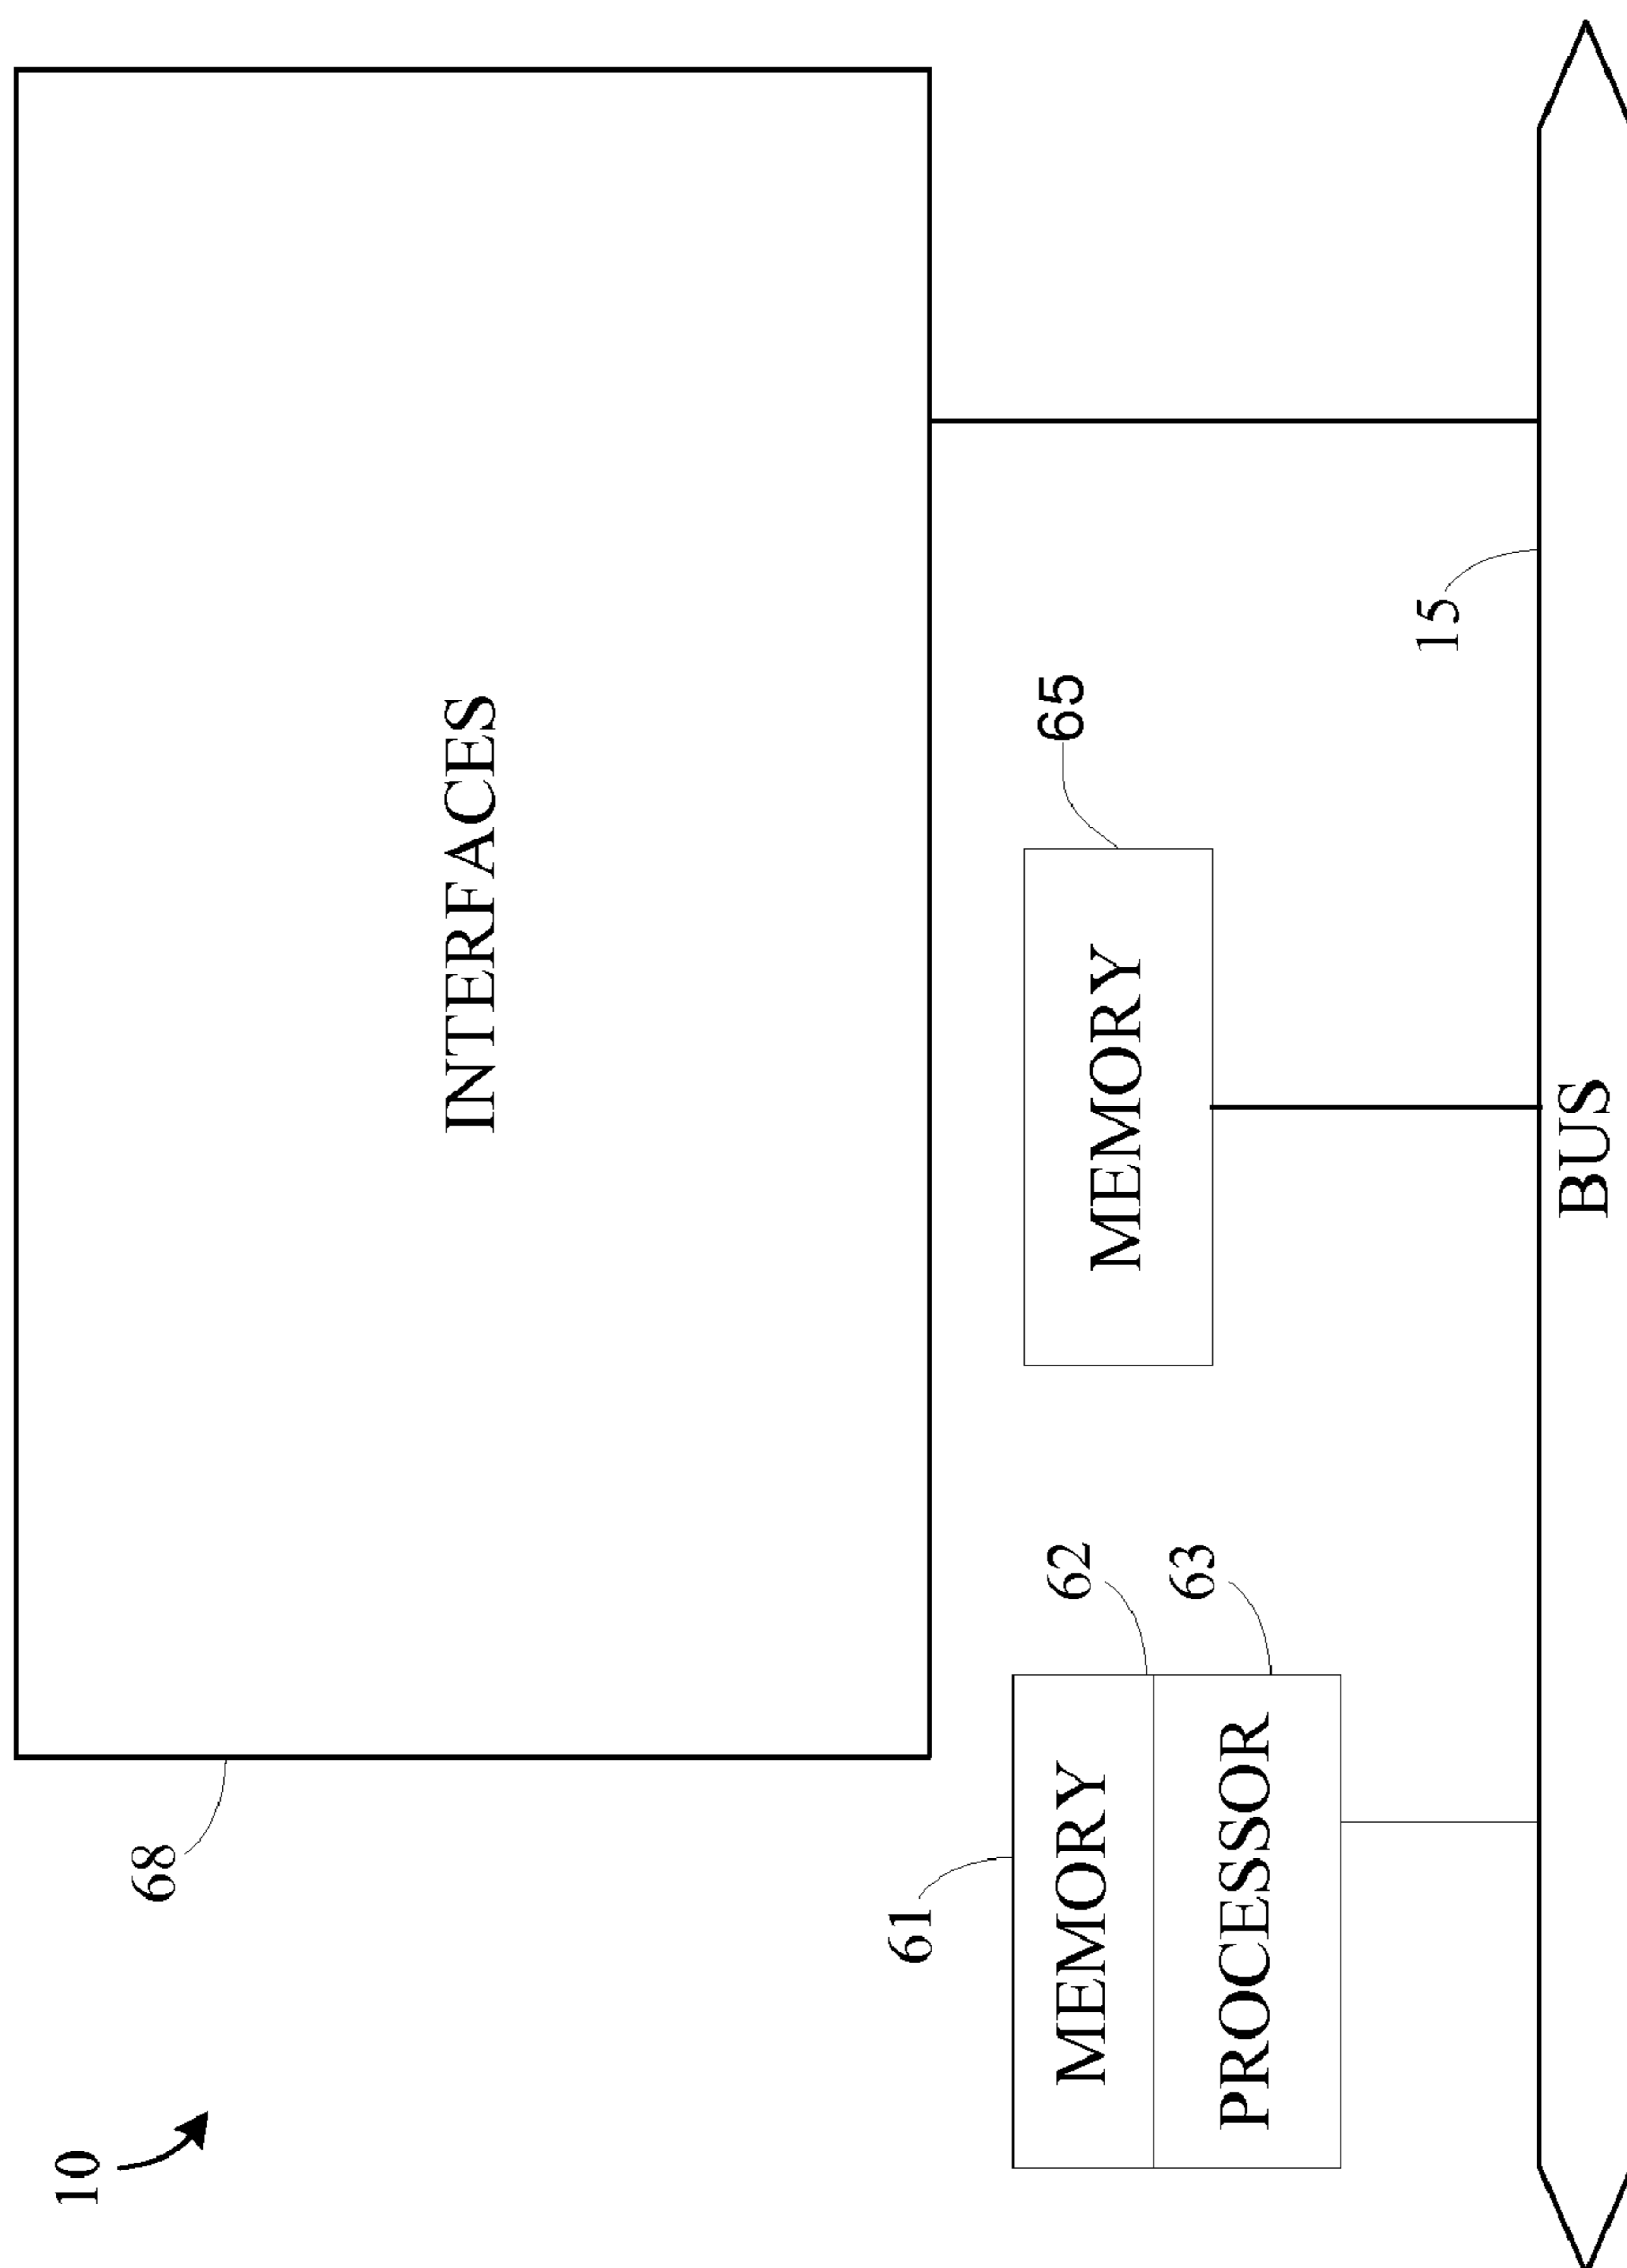 10
68
INTERFACES
61
62
MEMORY
63
PROCESSOR
65
MEMORY
15
BUS